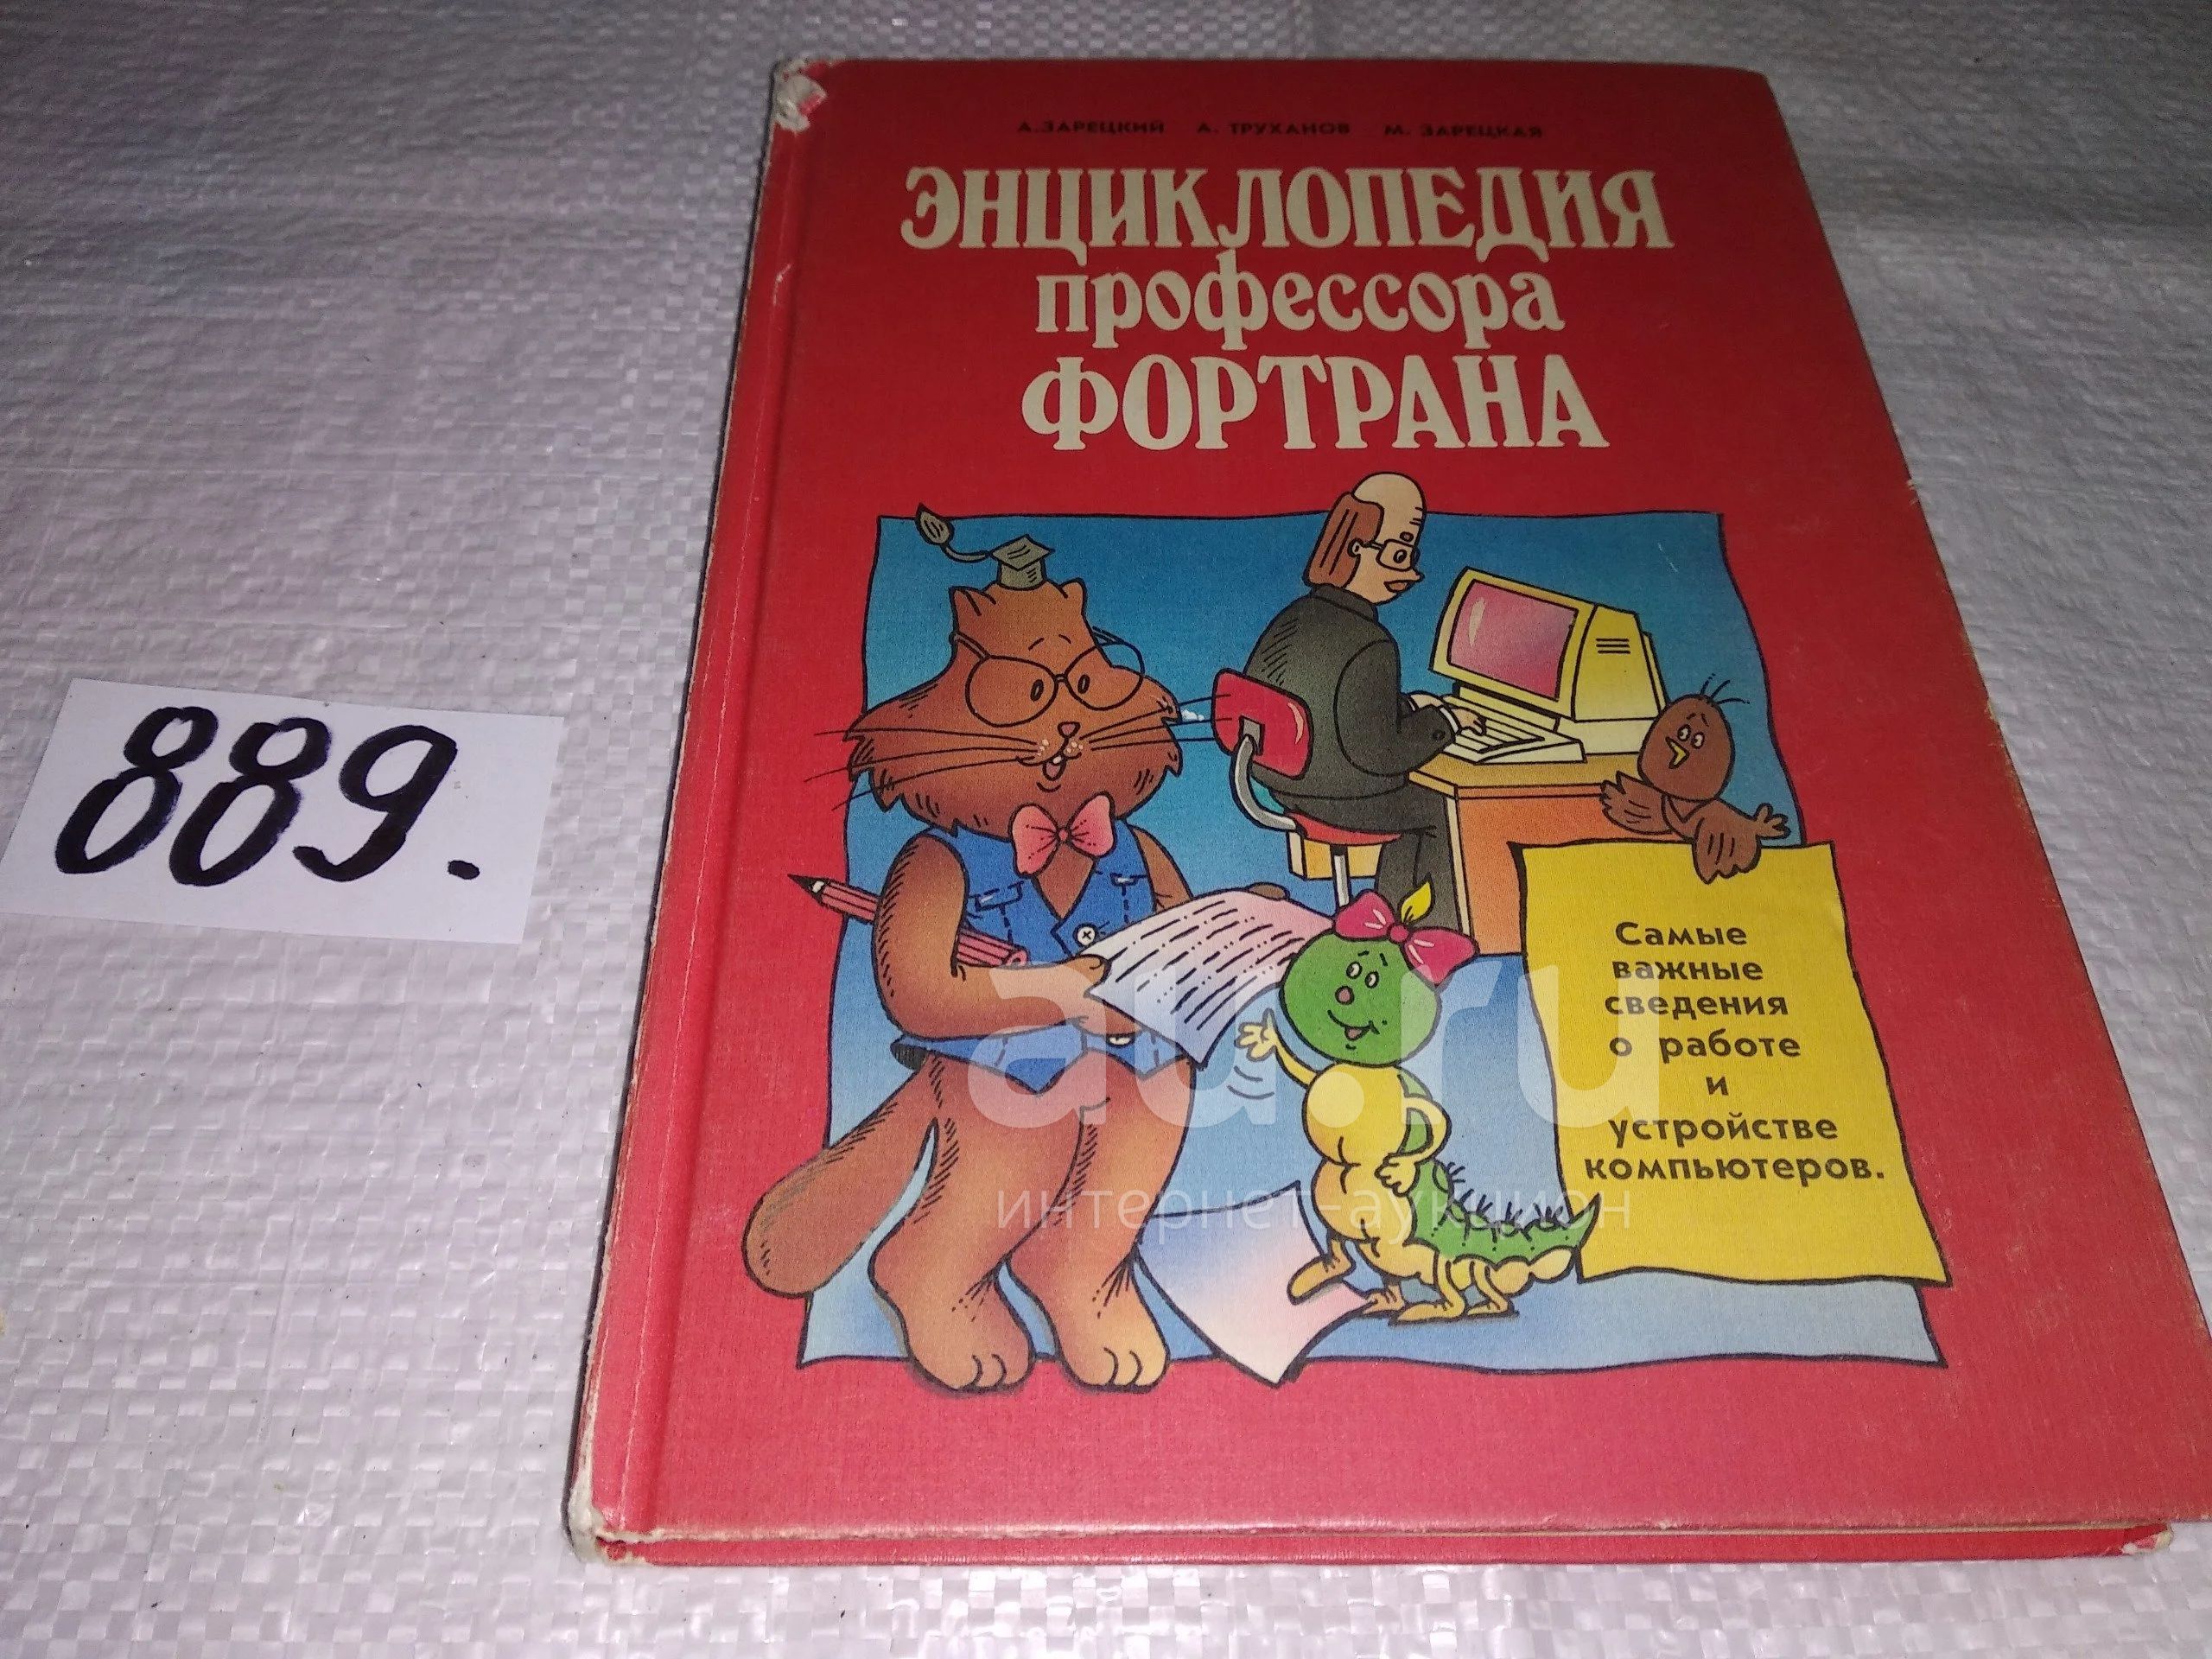 А. ЗАРЕЦКИЙ А. ТРУХАНОВ М. ЗАРЕЦКАЯ
ЭНЦИКЛОПЕДИЯ
профессора
ФОРТРАНА
889.
Самые
важные
сведения
о работе
и
устройстве
компьютеров.
au.ru
интернет-аукцион